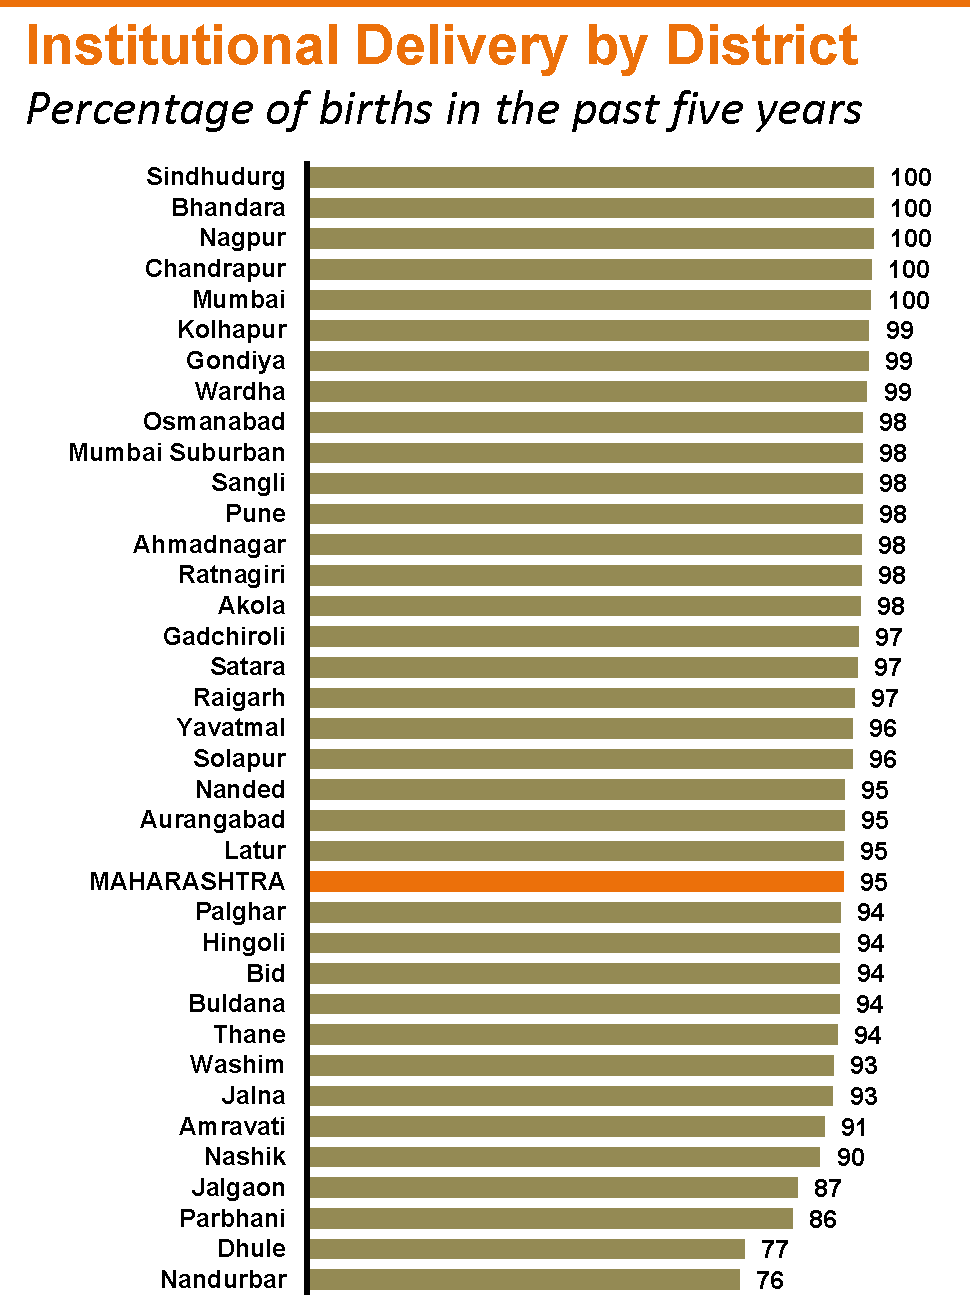 Institutional Delivery by District
Percentage of births in the past five years
Sindhudurg 100
Bhandara 100
Nagpur 100
Chandrapur 100
Mumbai 100
Kolhapur 99
Gondiya 99
Wardha 99
Osmanabad 98
Mumbai Suburban 98
Sangli 98
Pune 98
Ahmadnagar 98
Ratnagiri 98
Akola 98
Gadchiroli 97
Satara 97
Raigarh 97
Yavatmal 96
Solapur 96
Nanded 95
Aurangabad 95
Latur 95
MAHARASHTRA 95
Palghar 94
Hingoli 94
Bid 94
Buldana 94
Thane 94
Washim 93
Jalna 93
Amravati 91
Nashik 90
Jalgaon 87
Parbhani 86
Dhule 77
Nandurbar 76